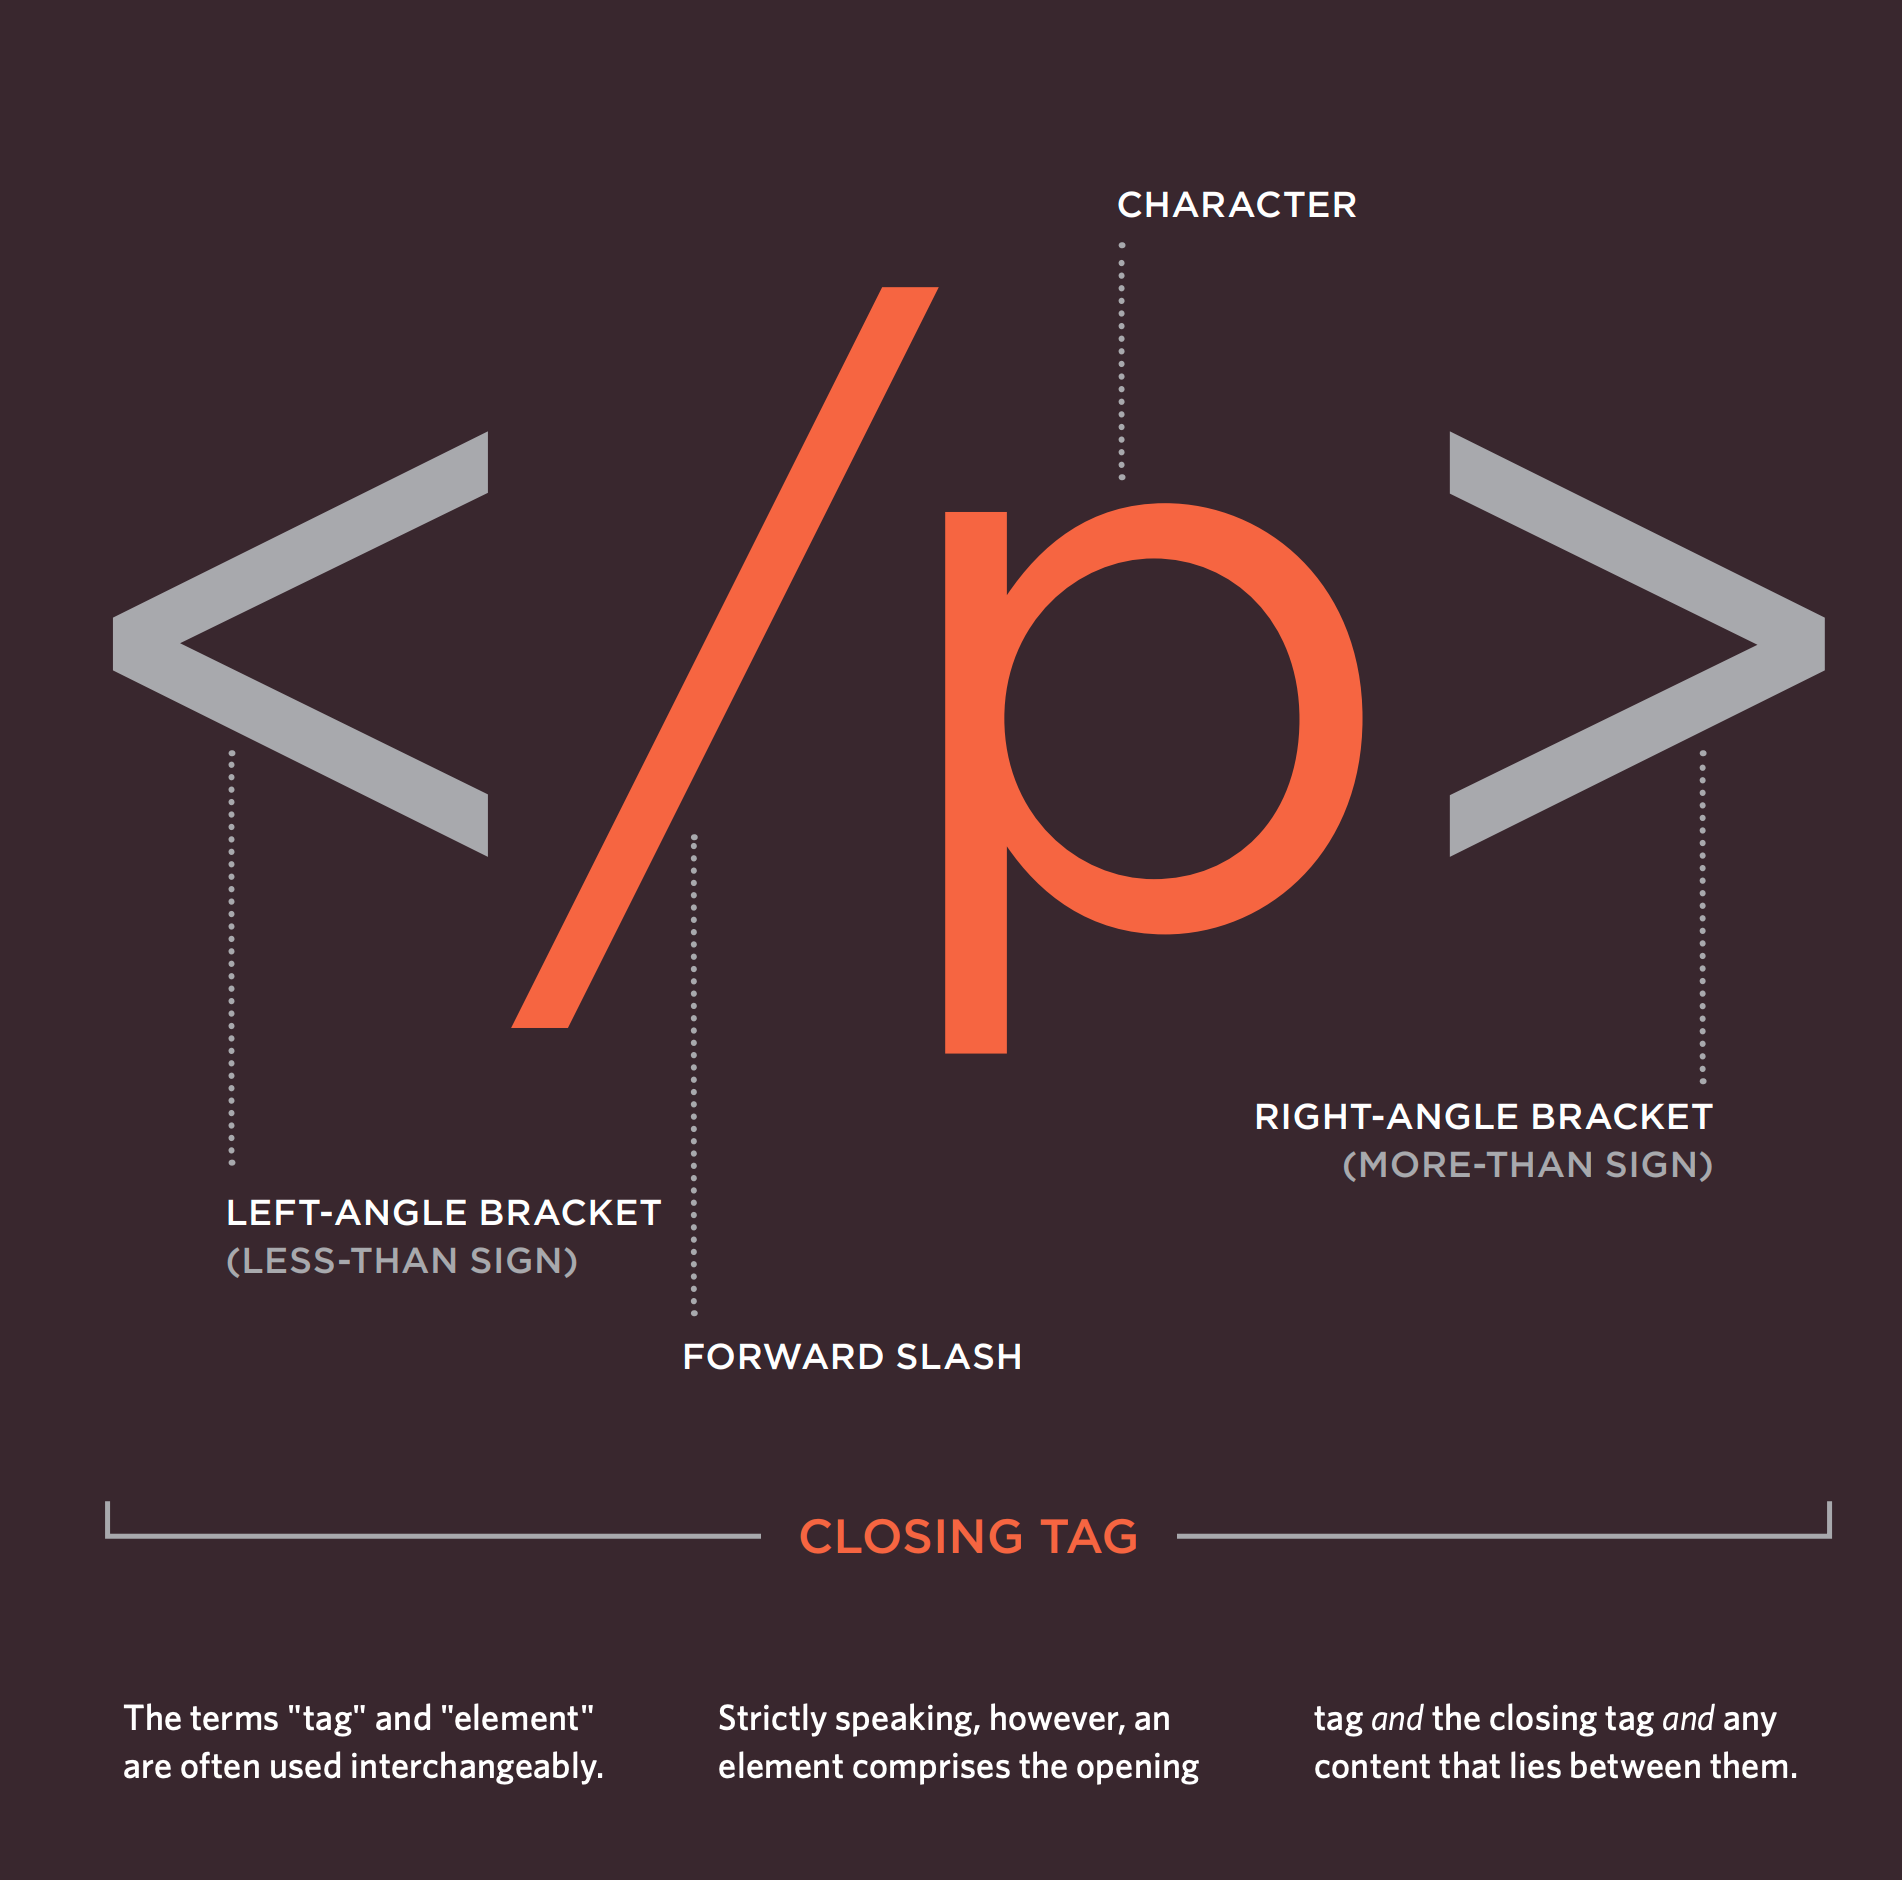 CHARACTER
</p>
RIGHT-ANGLE BRACKET
(MORE-THAN SIGN)
LEFT-ANGLE BRACKET
(LESS-THAN SIGN)
FORWARD SLASH
CLOSING TAG
The terms "tag" and "element"
are often used interchangeably.
Strictly speaking, however, an
element comprises the opening
tag and the closing tag and any
content that lies between them.